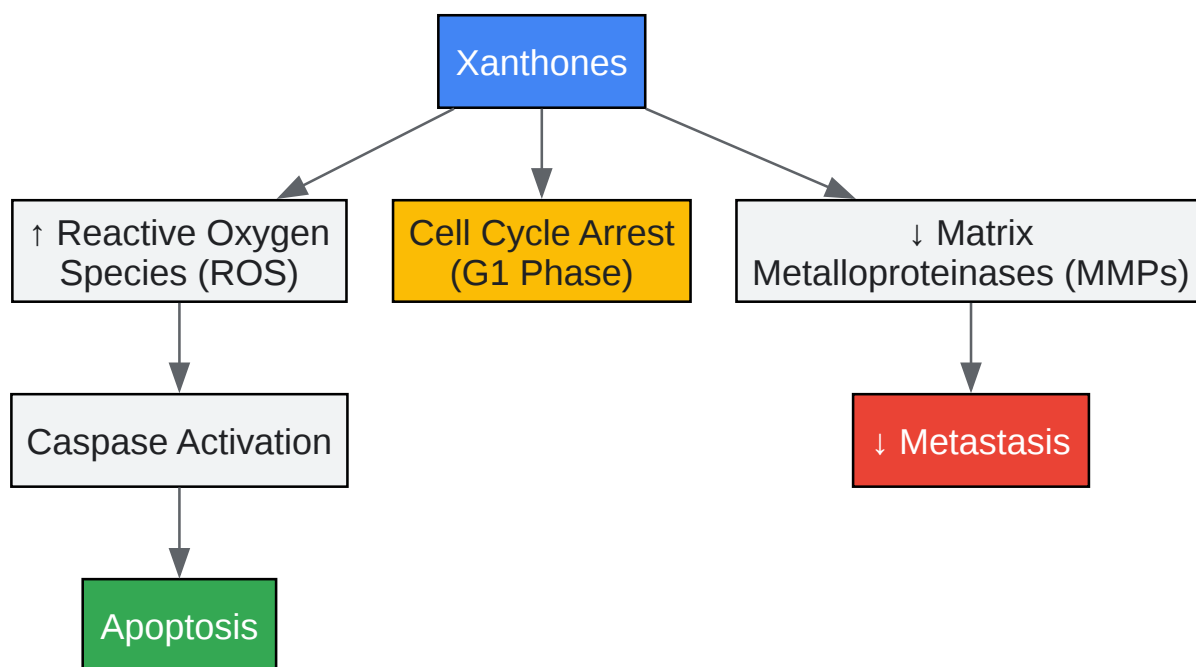 Xanthones
↑ Reactive Oxygen
Species (ROS)
Cell Cycle Arrest
(G1 Phase)
↓ Matrix
Metalloproteinases (MMPs)
Caspase Activation
↓ Metastasis
Apoptosis